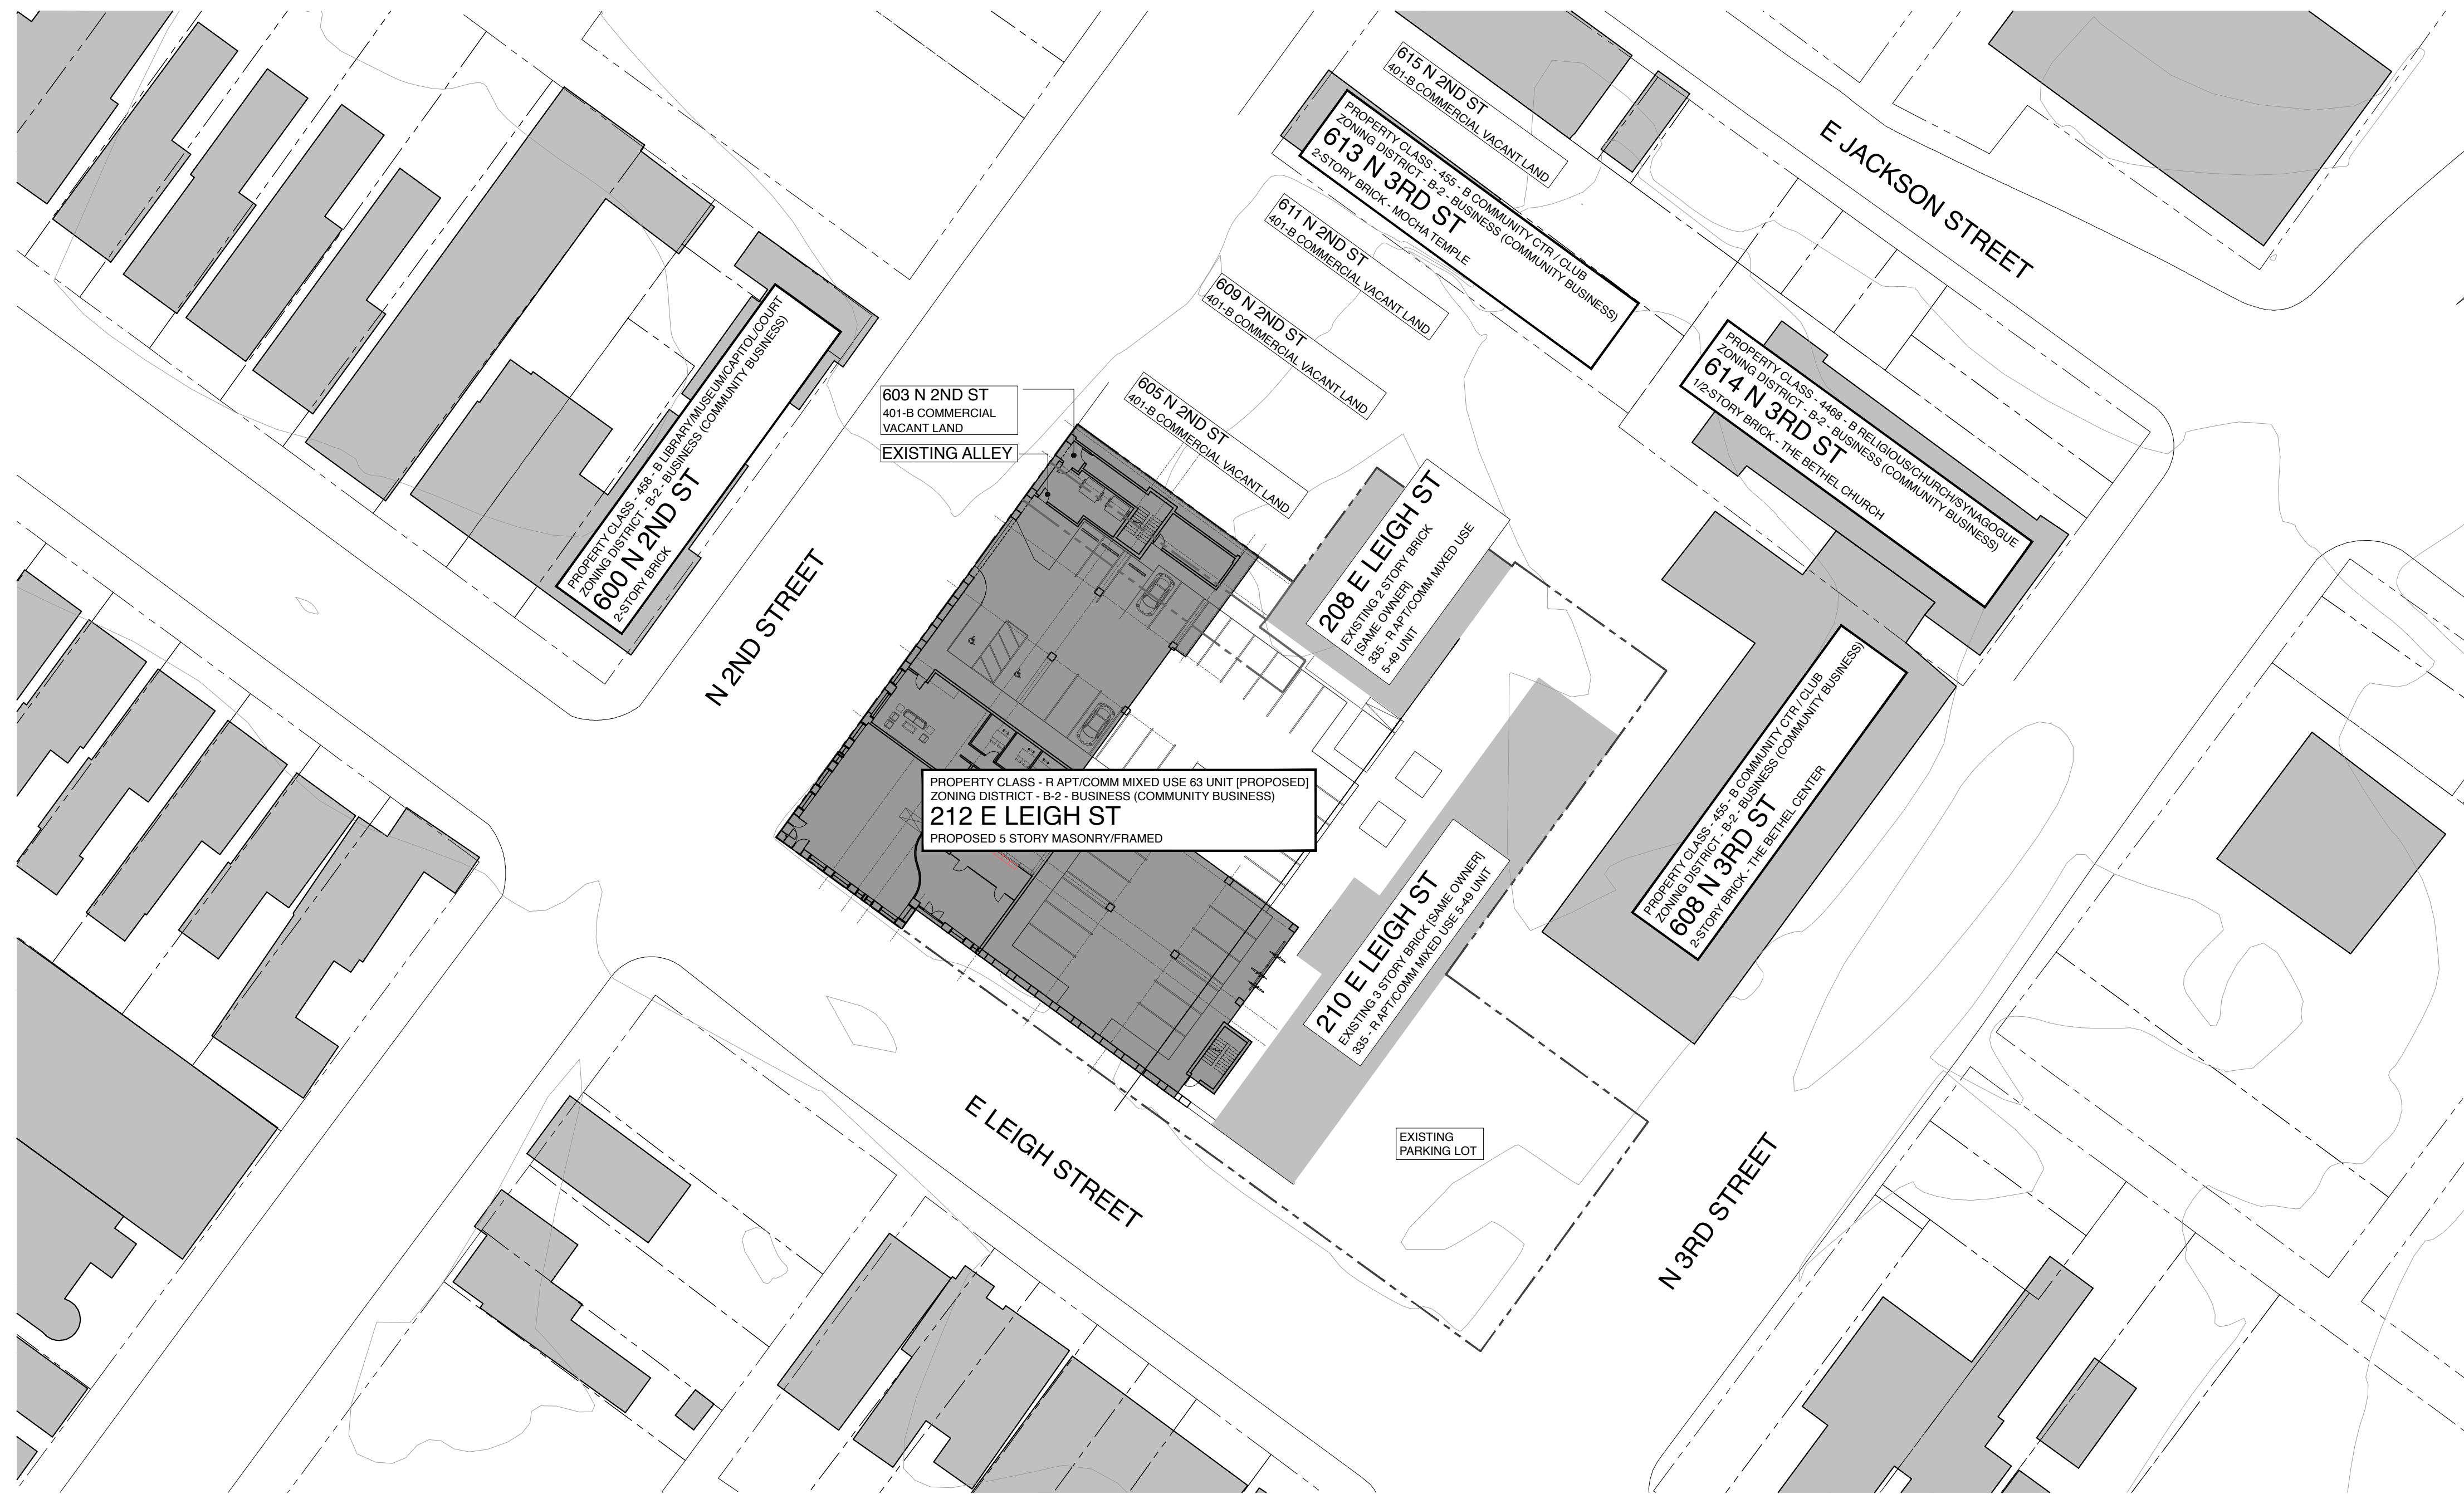 615 N 2ND ST
401-B COMMERCIAL VACANT LAND
PROPERTY CLASS - 455 - B COMMUNITY CTR / CLUB
ZONING DISTRICT - B-2 - BUSINESS (COMMUNITY BUSINESS)
613 N 3RD ST
2-STORY BRICK - MOCHA TEMPLE
E JACKSON STREET
611 N 2ND ST
401-B COMMERCIAL VACANT LAND
609 N 2ND ST
401-B COMMERCIAL VACANT LAND
605 N 2ND ST
401-B COMMERCIAL VACANT LAND
603 N 2ND ST
401-B COMMERCIAL
VACANT LAND
EXISTING ALLEY
PROPERTY CLASS - 458 - B LIBRARY/MUSEUM/CAPITOL/COURT
ZONING DISTRICT - B-2 - BUSINESS (COMMUNITY BUSINESS)
600 N 2ND ST
2-STORY BRICK
N 2ND STREET
PROPERTY CLASS - 4468 - B RELIGIOUS/CHURCH/SYNAGOGUE
ZONING DISTRICT - B-2 - BUSINESS (COMMUNITY BUSINESS)
614 N 3RD ST
1/2-STORY BRICK - THE BETHEL CHURCH
208 E LEIGH ST
EXISTING 2 STORY BRICK
[SAME OWNER]
335 - R APT/COMM MIXED USE
5-49 UNIT
PROPERTY CLASS - 455 - B COMMUNITY CTR / CLUB
ZONING DISTRICT - B-2 - BUSINESS (COMMUNITY BUSINESS)
608 N 3RD ST
2-STORY BRICK - THE BETHEL CENTER
PROPERTY CLASS - R APT/COMM MIXED USE 63 UNIT [PROPOSED]
ZONING DISTRICT - B-2 - BUSINESS (COMMUNITY BUSINESS)
212 E LEIGH ST
PROPOSED 5 STORY MASONRY/FRAMED
210 E LEIGH ST
EXISTING 3 STORY BRICK [SAME OWNER]
335 - R APT/COMM MIXED USE 5-49 UNIT
E LEIGH STREET
EXISTING
PARKING LOT
N 3RD STREET